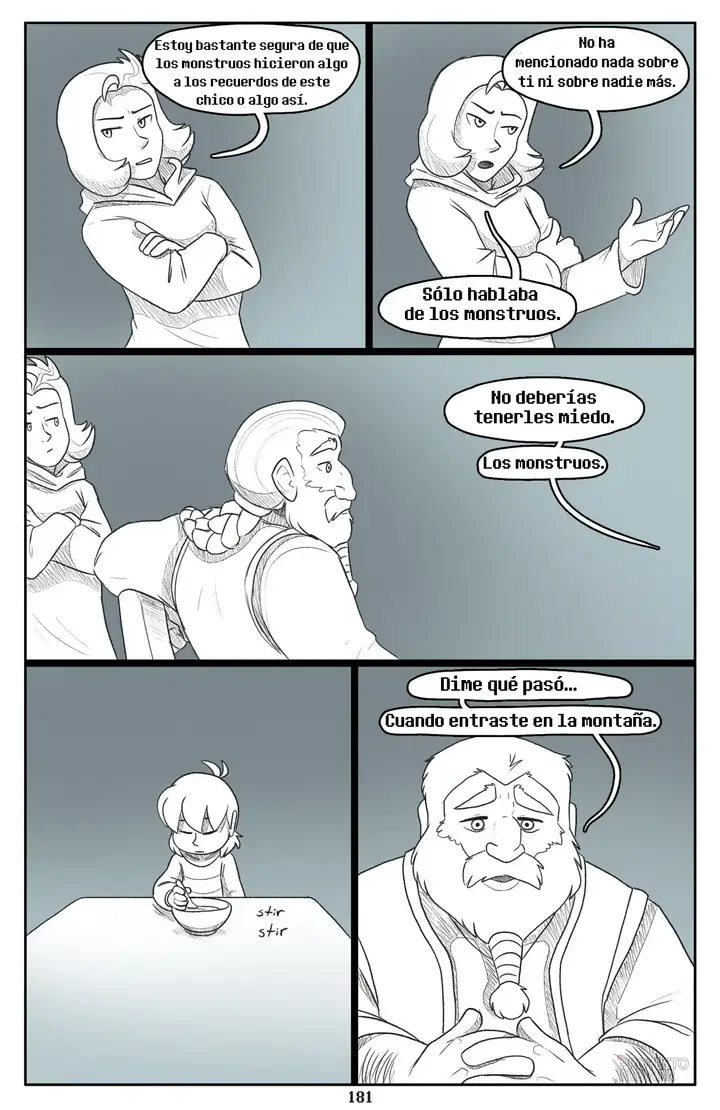 Estoy bastante segura de que
los monstruos hicieron algo
a los recuerdos de este
chico o algo así.
No ha
mencionado nada sobre
ti ni sobre nadie más.
Sólo hablaba
de los monstruos.
No deberías
tenerles miedo.
Los monstruos.
stir
stir
Dime qué pasó...
Cuando entraste en la montaña.
181